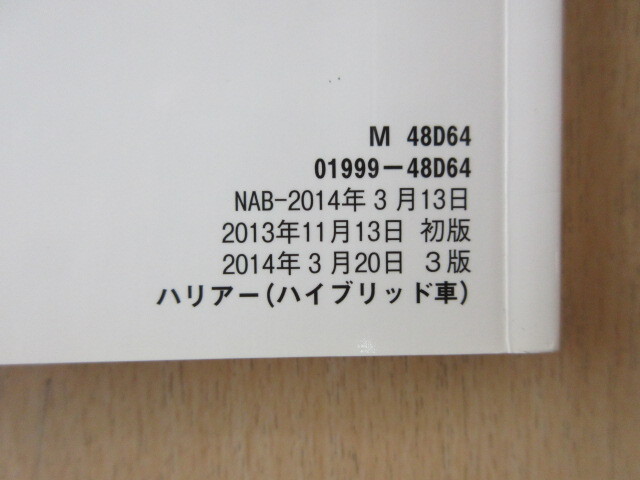 M 48D64
01999-48D64
NAB-2014年3月13日
2013年11月13日 初版
2014年3月20日 3版
ハリアー(ハイブリッド車)